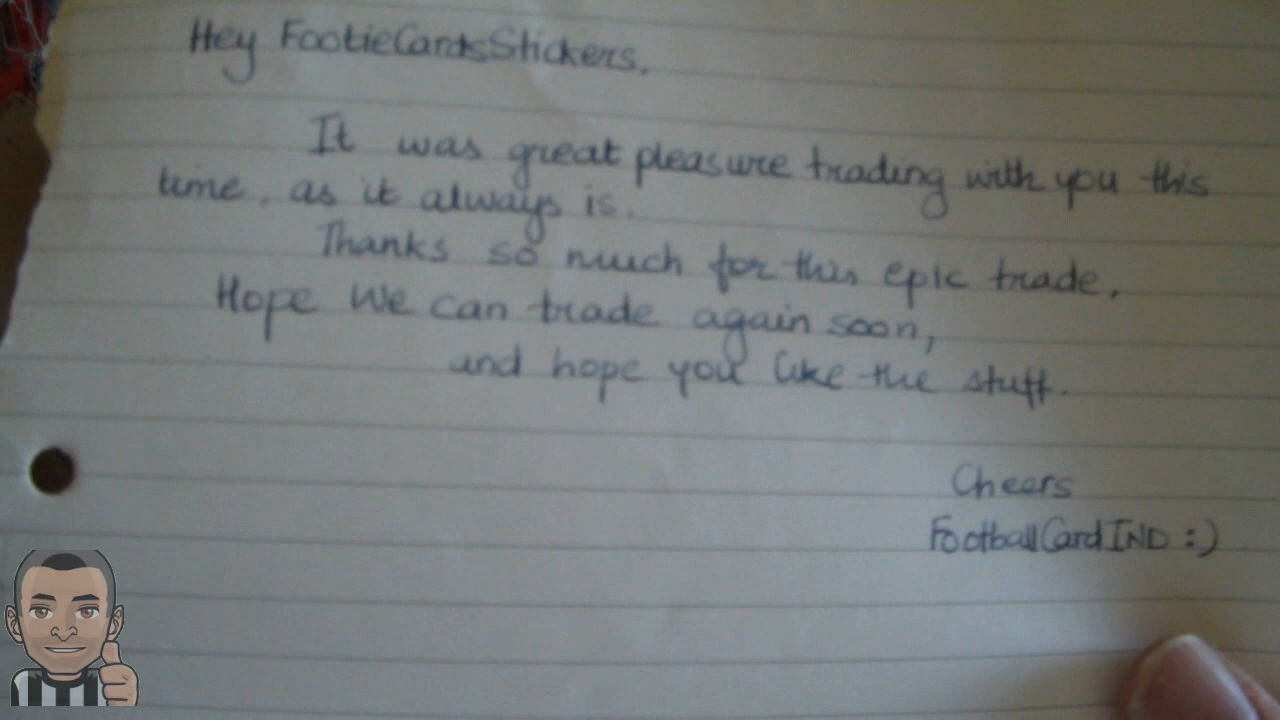 Hey FootieCardsStickers.
It was great pleasure trading with you this
time, as it always is.
Thanks so much for this epic trade.
Hope we can trade again soon,
and hope you like the stuff.
Cheers
FootballCardIND :)